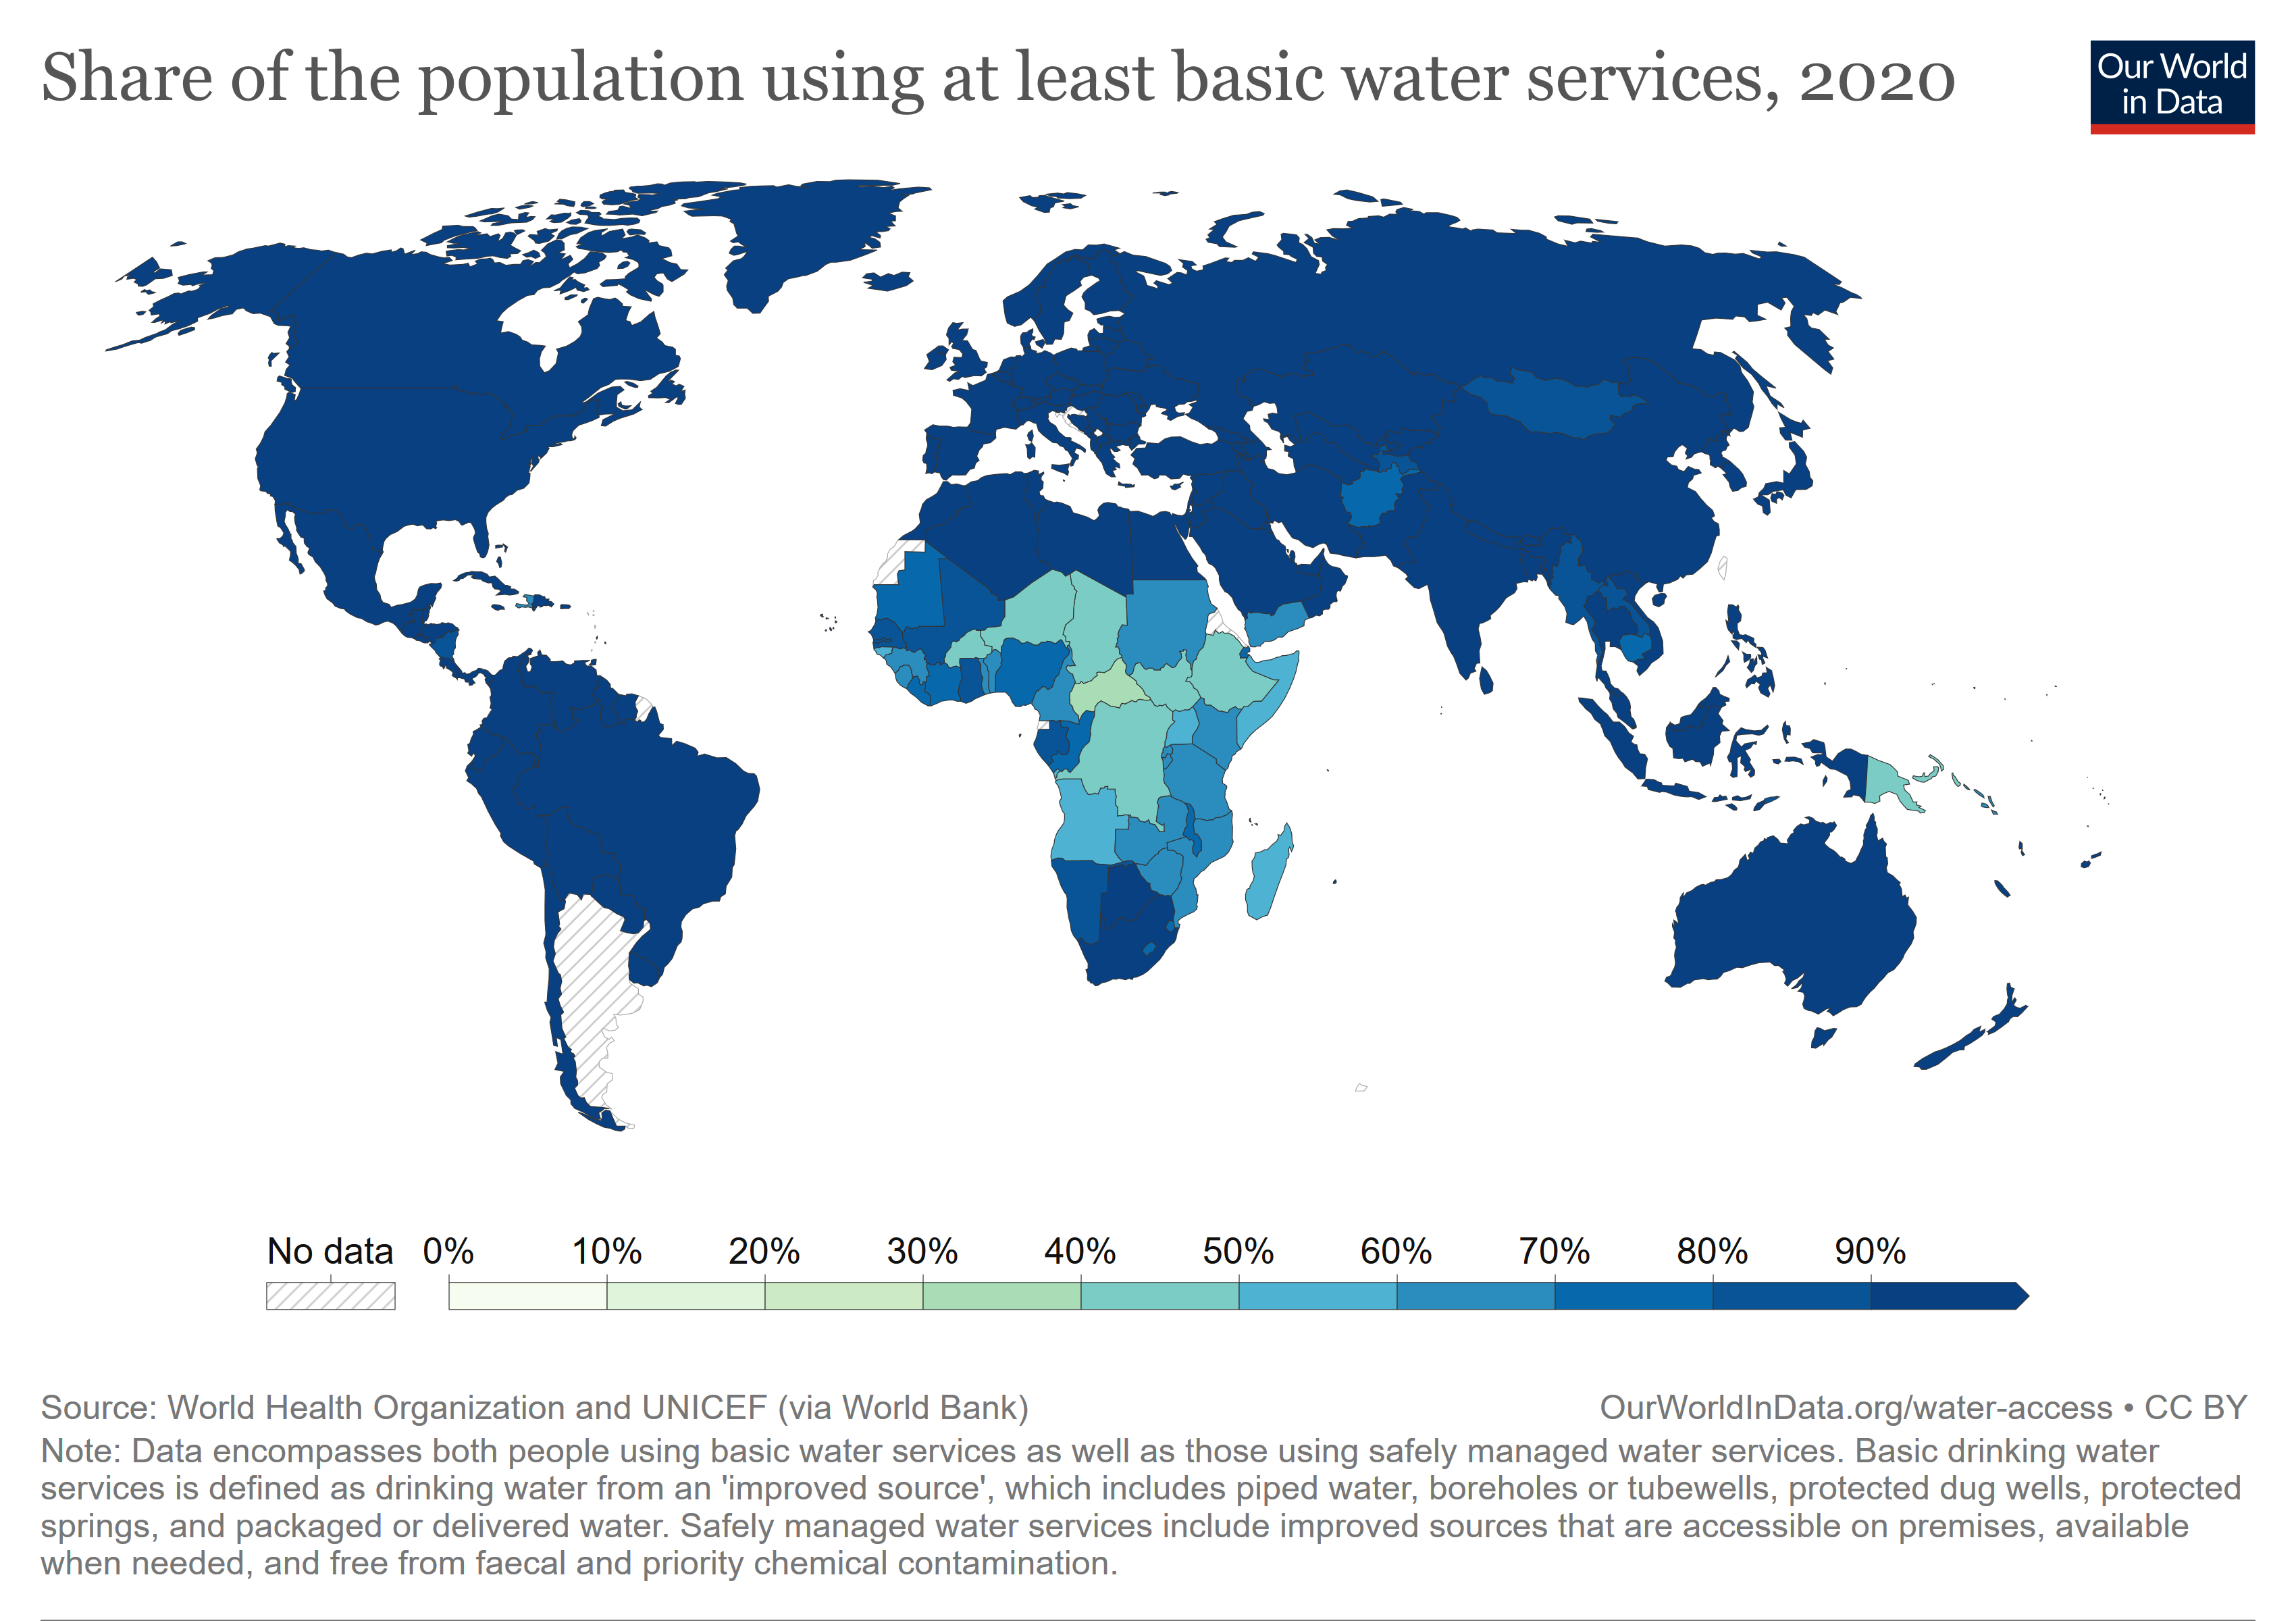 Share of the population using at least basic water services, 2020
Our World
in Data
No data 0% 10% 20% 30% 40% 50% 60% 70% 80% 90%
Source: World Health Organization and UNICEF (via World Bank)
OurWorldInData.org/water-access • CC BY
Note: Data encompasses both people using basic water services as well as those using safely managed water services. Basic drinking water
services is defined as drinking water from an 'improved source', which includes piped water, boreholes or tubewells, protected dug wells, protected
springs, and packaged or delivered water. Safely managed water services include improved sources that are accessible on premises, available
when needed, and free from faecal and priority chemical contamination.